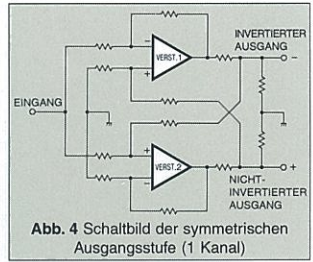 INVERTIERTER
AUSGANG
−
VERST.1
−
+
EINGANG
+
VERST.2
−
+
NICHT-
INVERTIERTER
AUSGANG
Abb. 4 Schaltbild der symmetrischen
Ausgangsstufe (1 Kanal)